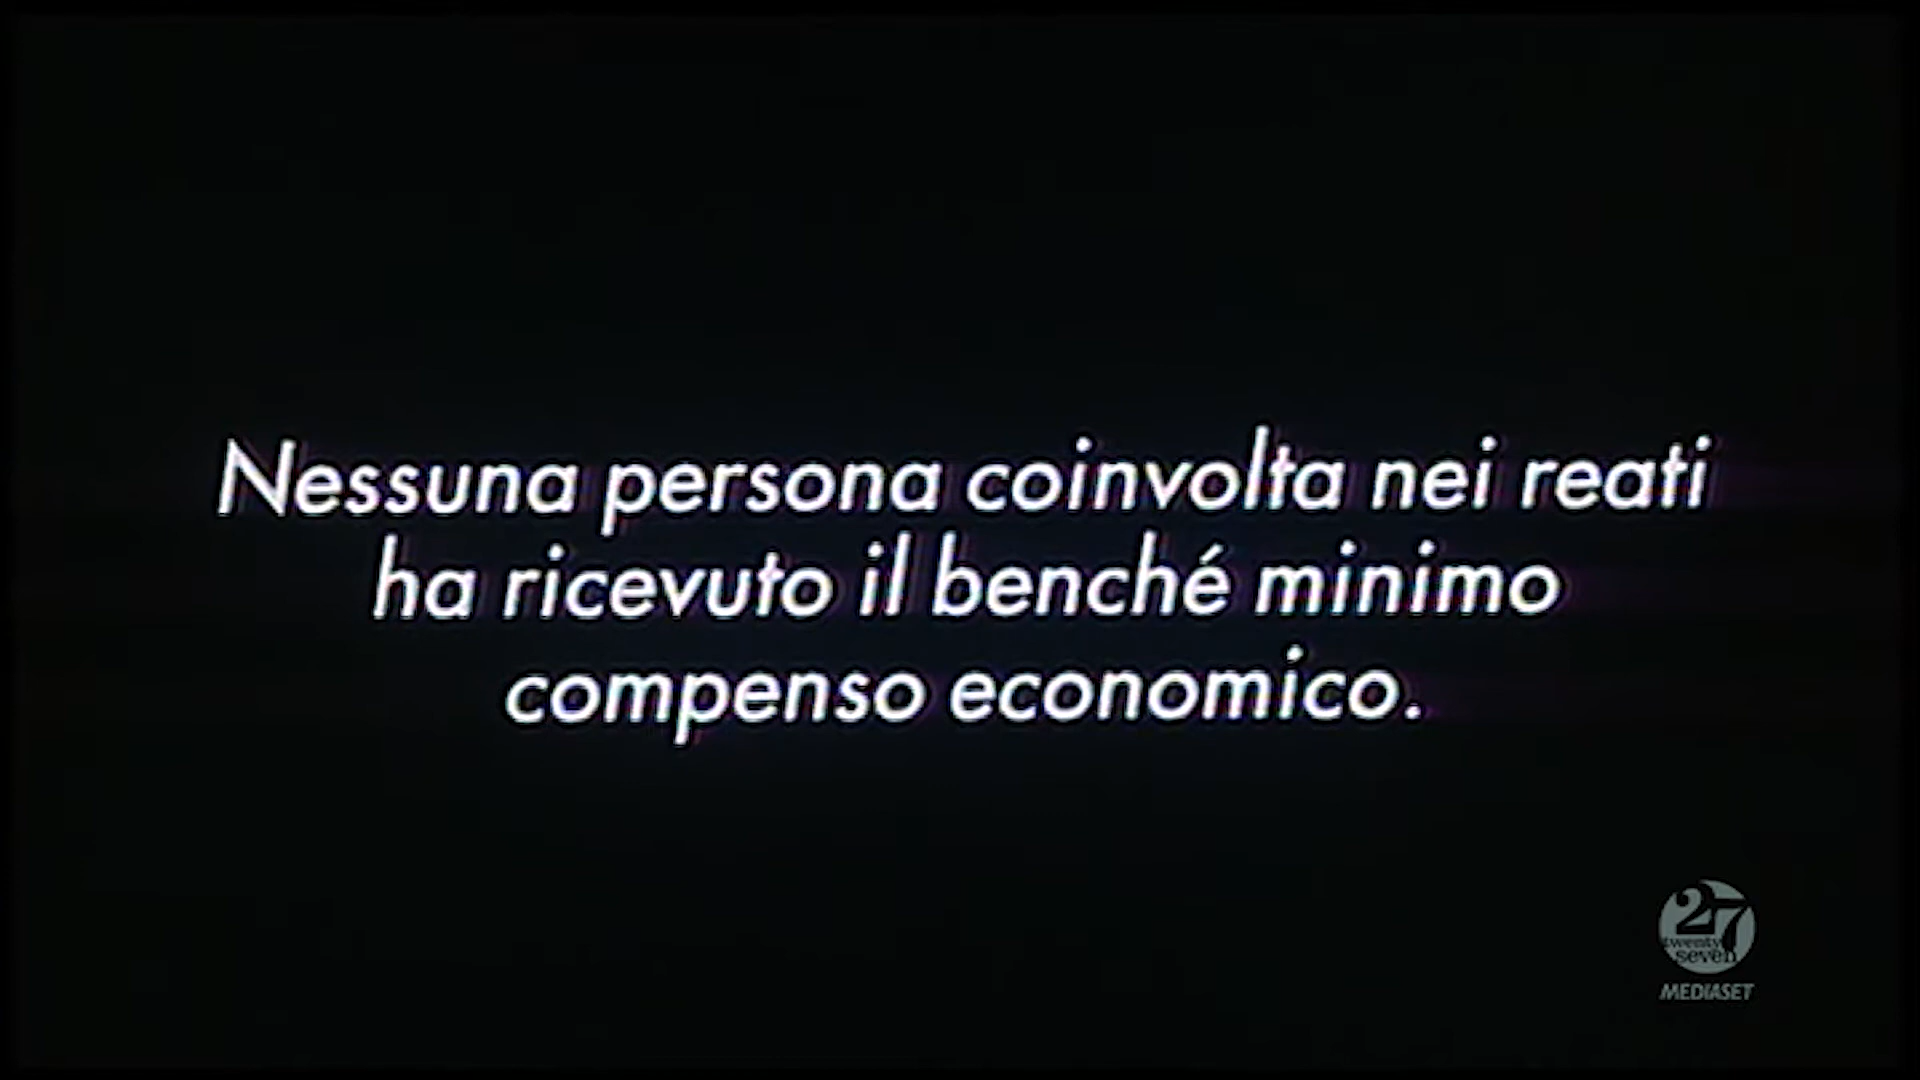 Nessuna persona coinvolta nei reati
ha ricevuto il benché minimo
compenso economico.
27
twenty
seven
MEDIASET